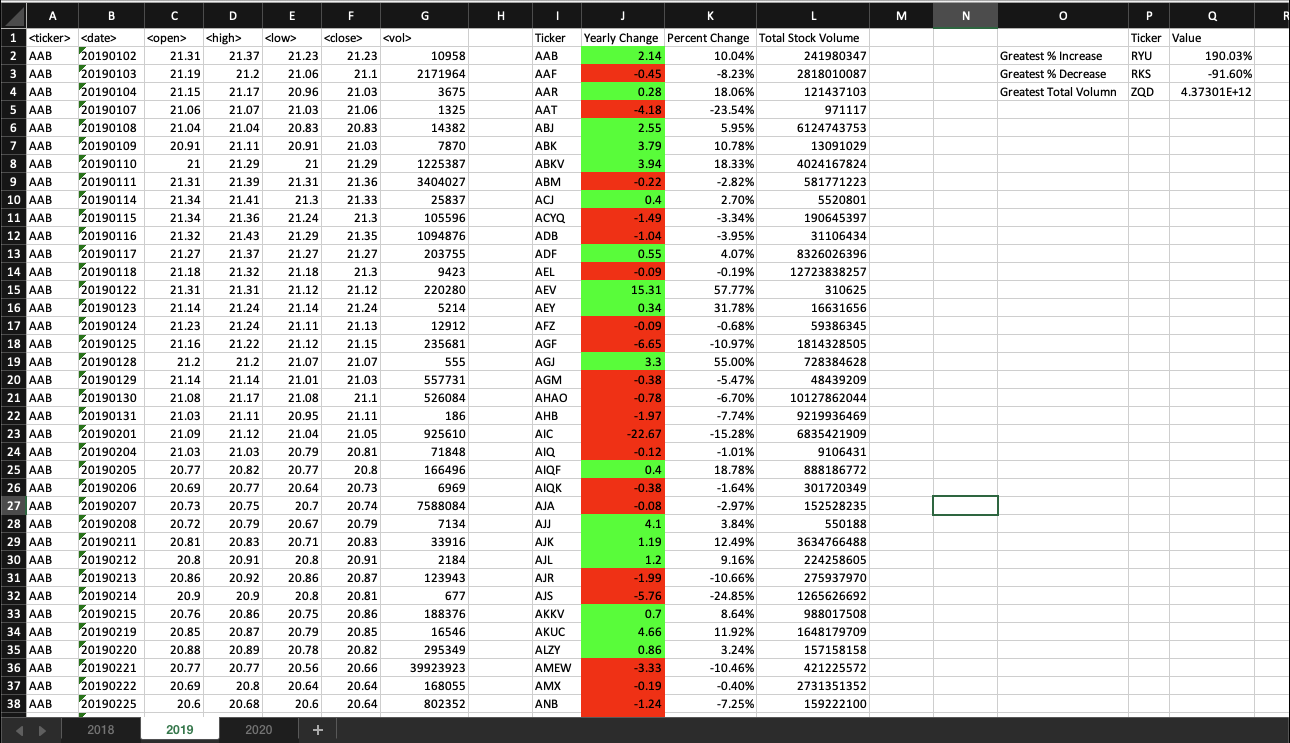 A B C D E F G H I J K L M N O P Q R
1 <ticker> <date> <open> <high> <low> <close> <vol> Ticker Yearly Change Percent Change Total Stock Volume Ticker Value
2 AAB 20190102 21.31 21.37 21.23 21.23 10958 AAB 2.14 10.04% 241980347 Greatest % Increase RYU 190.03%
3 AAB 20190103 21.19 21.2 21.06 21.1 2171964 AAF -0.45 -8.23% 2818010087 Greatest % Decrease RKS -91.60%
4 AAB 20190104 21.15 21.17 20.96 21.03 3675 AAR 0.28 18.06% 121437103 Greatest Total Volumn ZQD 4.37301E+12
5 AAB 20190107 21.06 21.07 21.03 21.06 1325 AAT -4.18 -23.54% 971117
6 AAB 20190108 21.04 21.04 20.83 20.83 14382 ABJ 2.55 5.95% 6124743753
7 AAB 20190109 20.91 21.11 20.91 21.03 7870 ABK 3.79 10.78% 13091029
8 AAB 20190110 21 21.29 21 21.29 1225387 ABKV 3.94 18.33% 4024167824
9 AAB 20190111 21.31 21.39 21.31 21.36 3404027 ABM -0.22 -2.82% 581771223
10 AAB 20190114 21.34 21.41 21.3 21.33 25837 ACJ 0.4 2.70% 5520801
11 AAB 20190115 21.34 21.36 21.24 21.3 105596 ACYQ -1.49 -3.34% 190645397
12 AAB 20190116 21.32 21.43 21.29 21.35 1094876 ADB -1.04 -3.95% 31106434
13 AAB 20190117 21.27 21.37 21.27 21.27 203755 ADF 0.55 4.07% 8326026396
14 AAB 20190118 21.18 21.32 21.18 21.3 9423 AEL -0.09 -0.19% 12723838257
15 AAB 20190122 21.31 21.31 21.12 21.12 220280 AEV 15.31 57.77% 310625
16 AAB 20190123 21.14 21.24 21.14 21.24 5214 AEY 0.34 31.78% 16631656
17 AAB 20190124 21.23 21.24 21.11 21.13 12912 AFZ -0.09 -0.68% 59386345
18 AAB 20190125 21.16 21.22 21.12 21.15 235681 AGF -6.65 -10.97% 1814328505
19 AAB 20190128 21.2 21.2 21.07 21.07 555 AGJ 3.3 55.00% 728384628
20 AAB 20190129 21.14 21.14 21.01 21.03 557731 AGM -0.38 -5.47% 48439209
21 AAB 20190130 21.08 21.17 21.08 21.1 526084 AHAO -0.78 -6.70% 10127862044
22 AAB 20190131 21.03 21.11 20.95 21.11 186 AHB -1.97 -7.74% 9219936469
23 AAB 20190201 21.09 21.12 21.04 21.05 925610 AIC -22.67 -15.28% 6835421909
24 AAB 20190204 21.03 21.03 20.79 20.81 71848 AIQ -0.12 -1.01% 9106431
25 AAB 20190205 20.77 20.82 20.77 20.8 166496 AIQF 0.4 18.78% 888186772
26 AAB 20190206 20.69 20.77 20.64 20.73 6969 AIQK -0.38 -1.64% 301720349
27 AAB 20190207 20.73 20.75 20.7 20.74 7588084 AJA -0.08 -2.97% 152528235
28 AAB 20190208 20.72 20.79 20.67 20.79 7134 AJJ 4.1 3.84% 550188
29 AAB 20190211 20.81 20.83 20.71 20.83 33916 AJK 1.19 12.49% 3634766488
30 AAB 20190212 20.8 20.91 20.8 20.91 2184 AJL 1.2 9.16% 224258605
31 AAB 20190213 20.86 20.92 20.86 20.87 123943 AJR -1.99 -10.66% 275937970
32 AAB 20190214 20.9 20.9 20.8 20.81 677 AJS -5.76 -24.85% 1265626692
33 AAB 20190215 20.76 20.86 20.75 20.86 188376 AKKV 0.7 8.64% 988017508
34 AAB 20190219 20.85 20.87 20.79 20.85 16546 AKUC 4.66 11.92% 1648179709
35 AAB 20190220 20.88 20.89 20.78 20.82 295349 ALZY 0.86 3.24% 157158158
36 AAB 20190221 20.77 20.77 20.56 20.66 39923923 AMEW -3.33 -10.46% 421225572
37 AAB 20190222 20.69 20.8 20.64 20.64 168055 AMX -0.19 -0.40% 2731351352
38 AAB 20190225 20.6 20.68 20.6 20.64 802352 ANB -1.24 -7.25% 159222100
2018 2019 2020 +